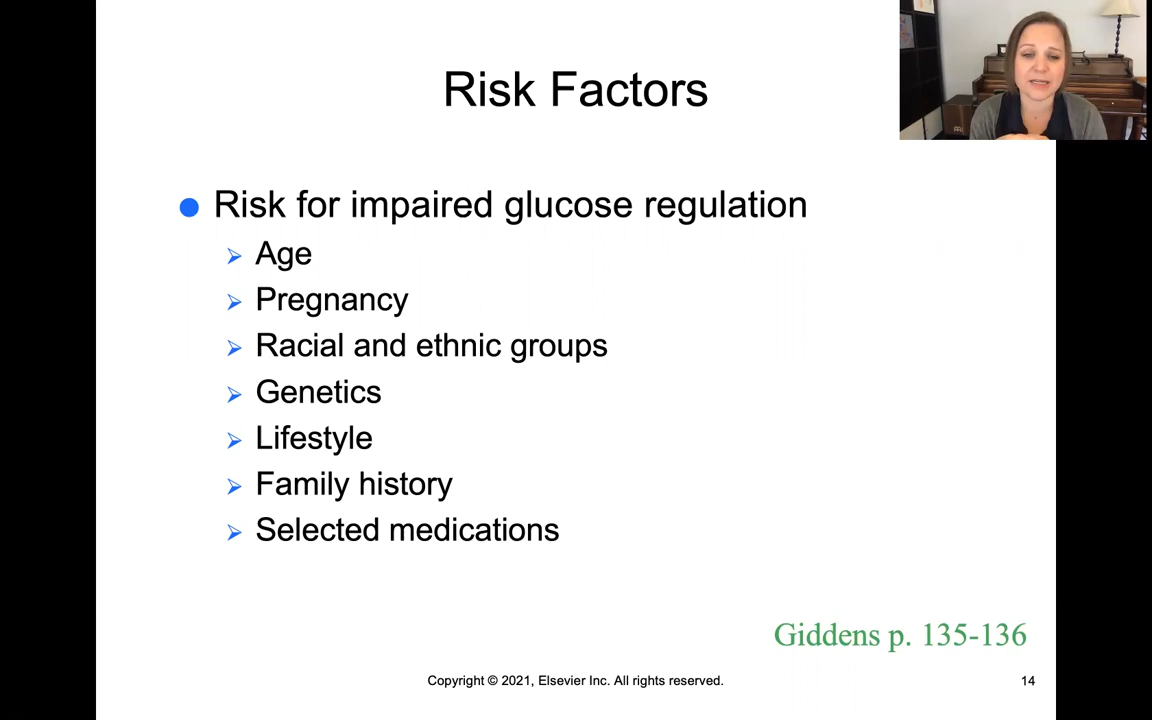 Risk Factors
Risk for impaired glucose regulation
Age
Pregnancy
Racial and ethnic groups
Genetics
Lifestyle
Family history
Selected medications
Giddens p. 135-136
Copyright © 2021, Elsevier Inc. All rights reserved.
14